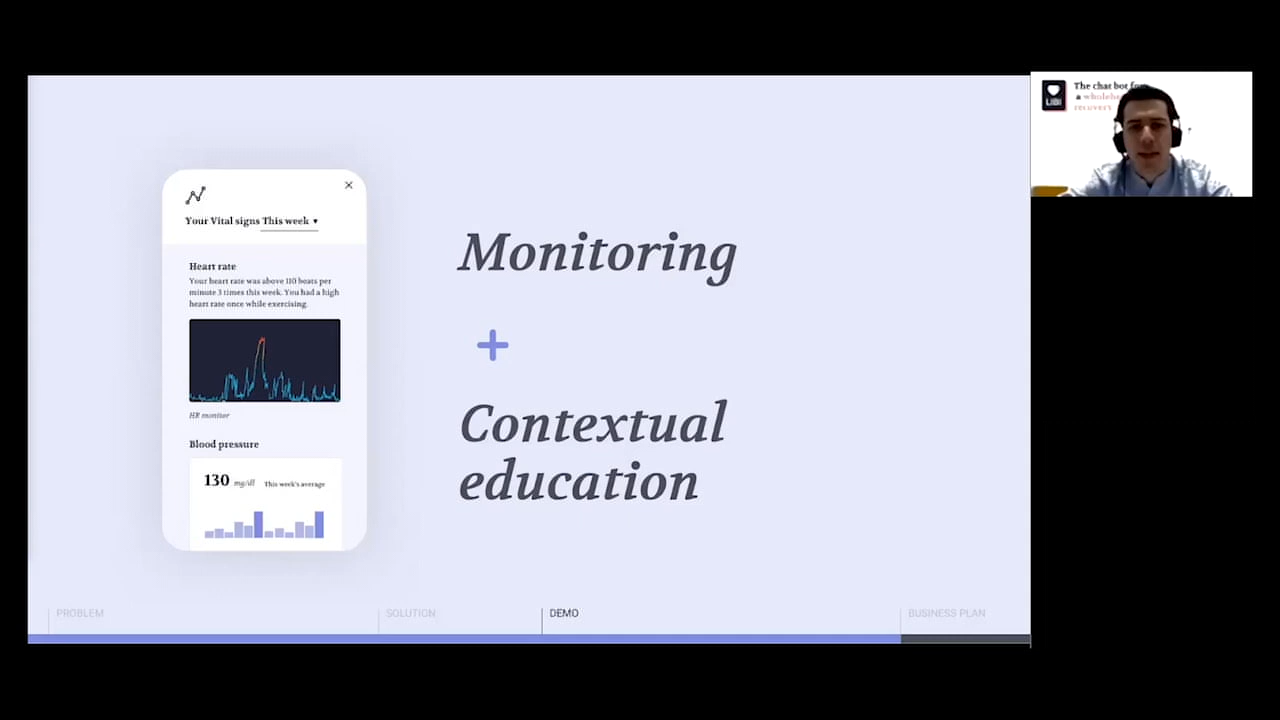 Your Vital signs This week ▾
Heart rate
Your heart rate was above 110 beats per
minute 3 times this week. You had a high
heart rate once while exercising.
HR monitor
Blood pressure
130 mg/dl This week's average
Monitoring
+
Contextual
education
PROBLEM
SOLUTION
DEMO
BUSINESS PLAN
LIBI
The chat bot for
a
recovery